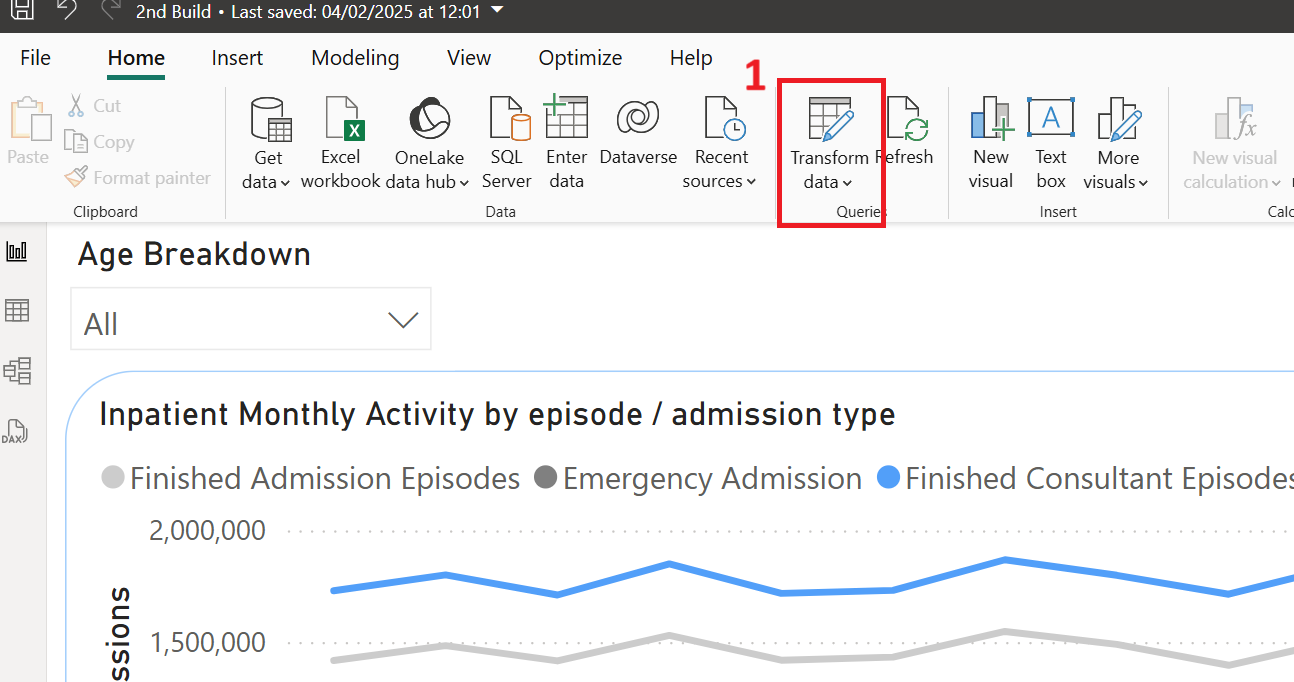 2nd Build • Last saved: 04/02/2025 at 12:01
File Home Insert Modeling View Optimize Help
1
Paste
Cut
Copy
Format painter
Clipboard
Get data
Excel workbook
OneLake data hub
SQL Server
Enter data
Dataverse
Recent sources
Data
Transform data
Refresh
Queries
New visual
Text box
A
More visuals
Insert
New visual calculation
fx
Calc
DAX
Age Breakdown
All
Inpatient Monthly Activity by episode / admission type
Finished Admission Episodes Emergency Admission Finished Consultant Episodes
2,000,000
1,500,000
ssions